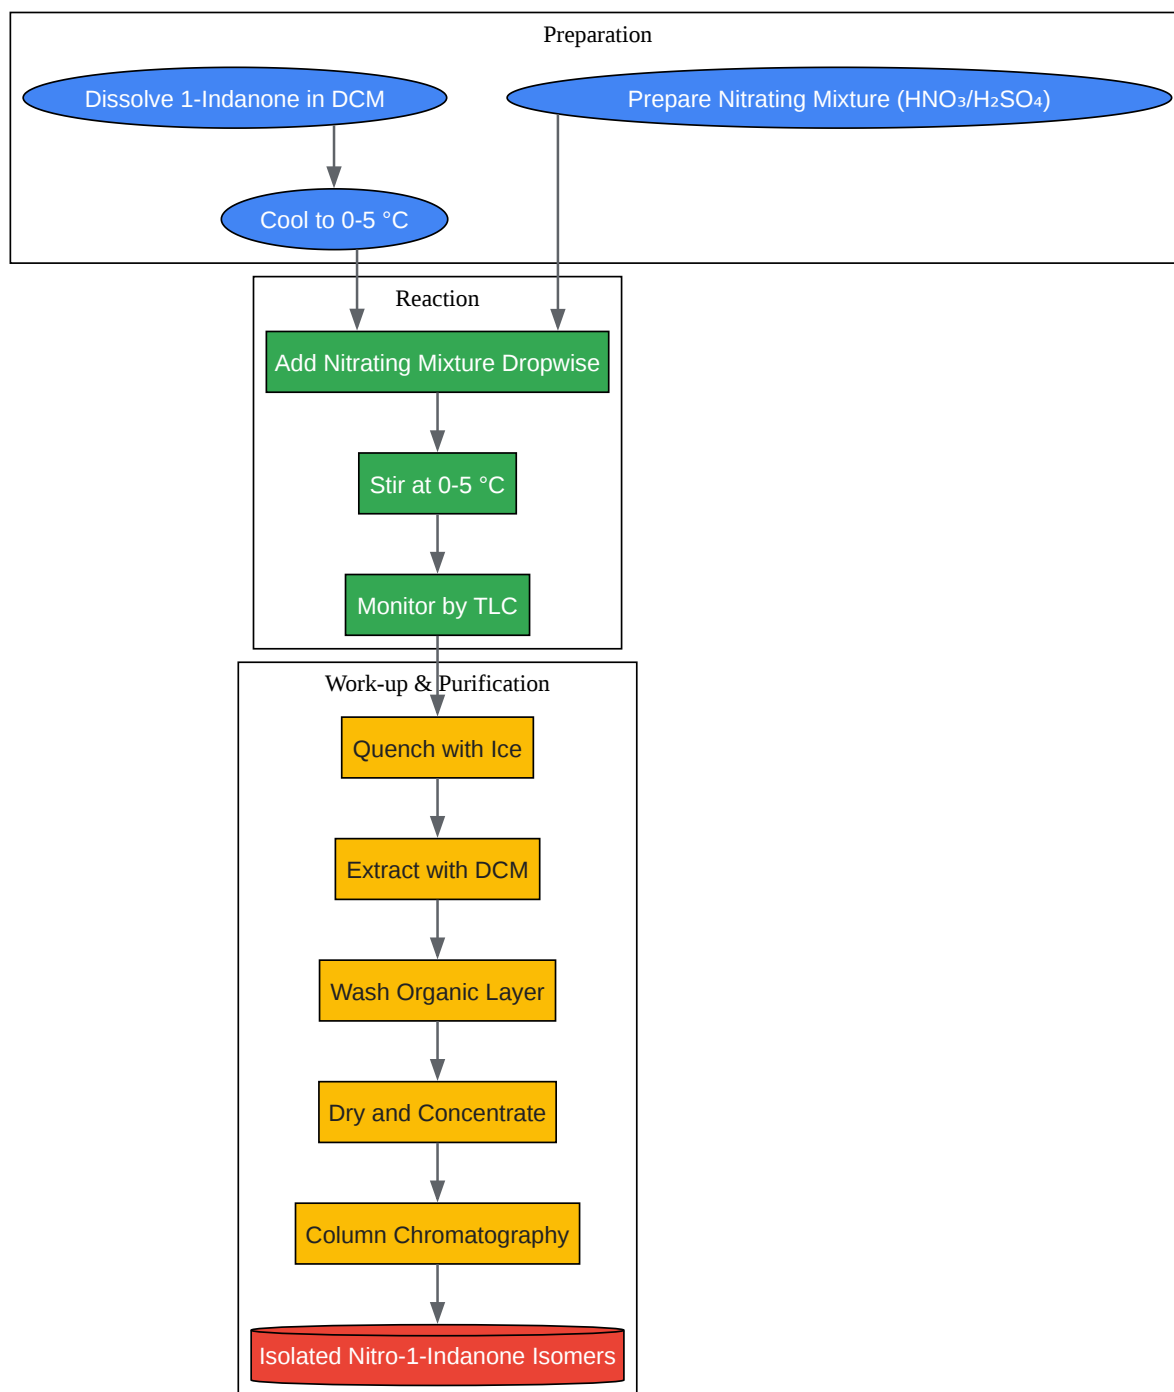 Preparation
Dissolve 1-Indanone in DCM
Prepare Nitrating Mixture (HNO₃/H₂SO₄)
Cool to 0-5 °C
Reaction
Add Nitrating Mixture Dropwise
Stir at 0-5 °C
Monitor by TLC
Work-up & Purification
Quench with Ice
Extract with DCM
Wash Organic Layer
Dry and Concentrate
Column Chromatography
Isolated Nitro-1-Indanone Isomers